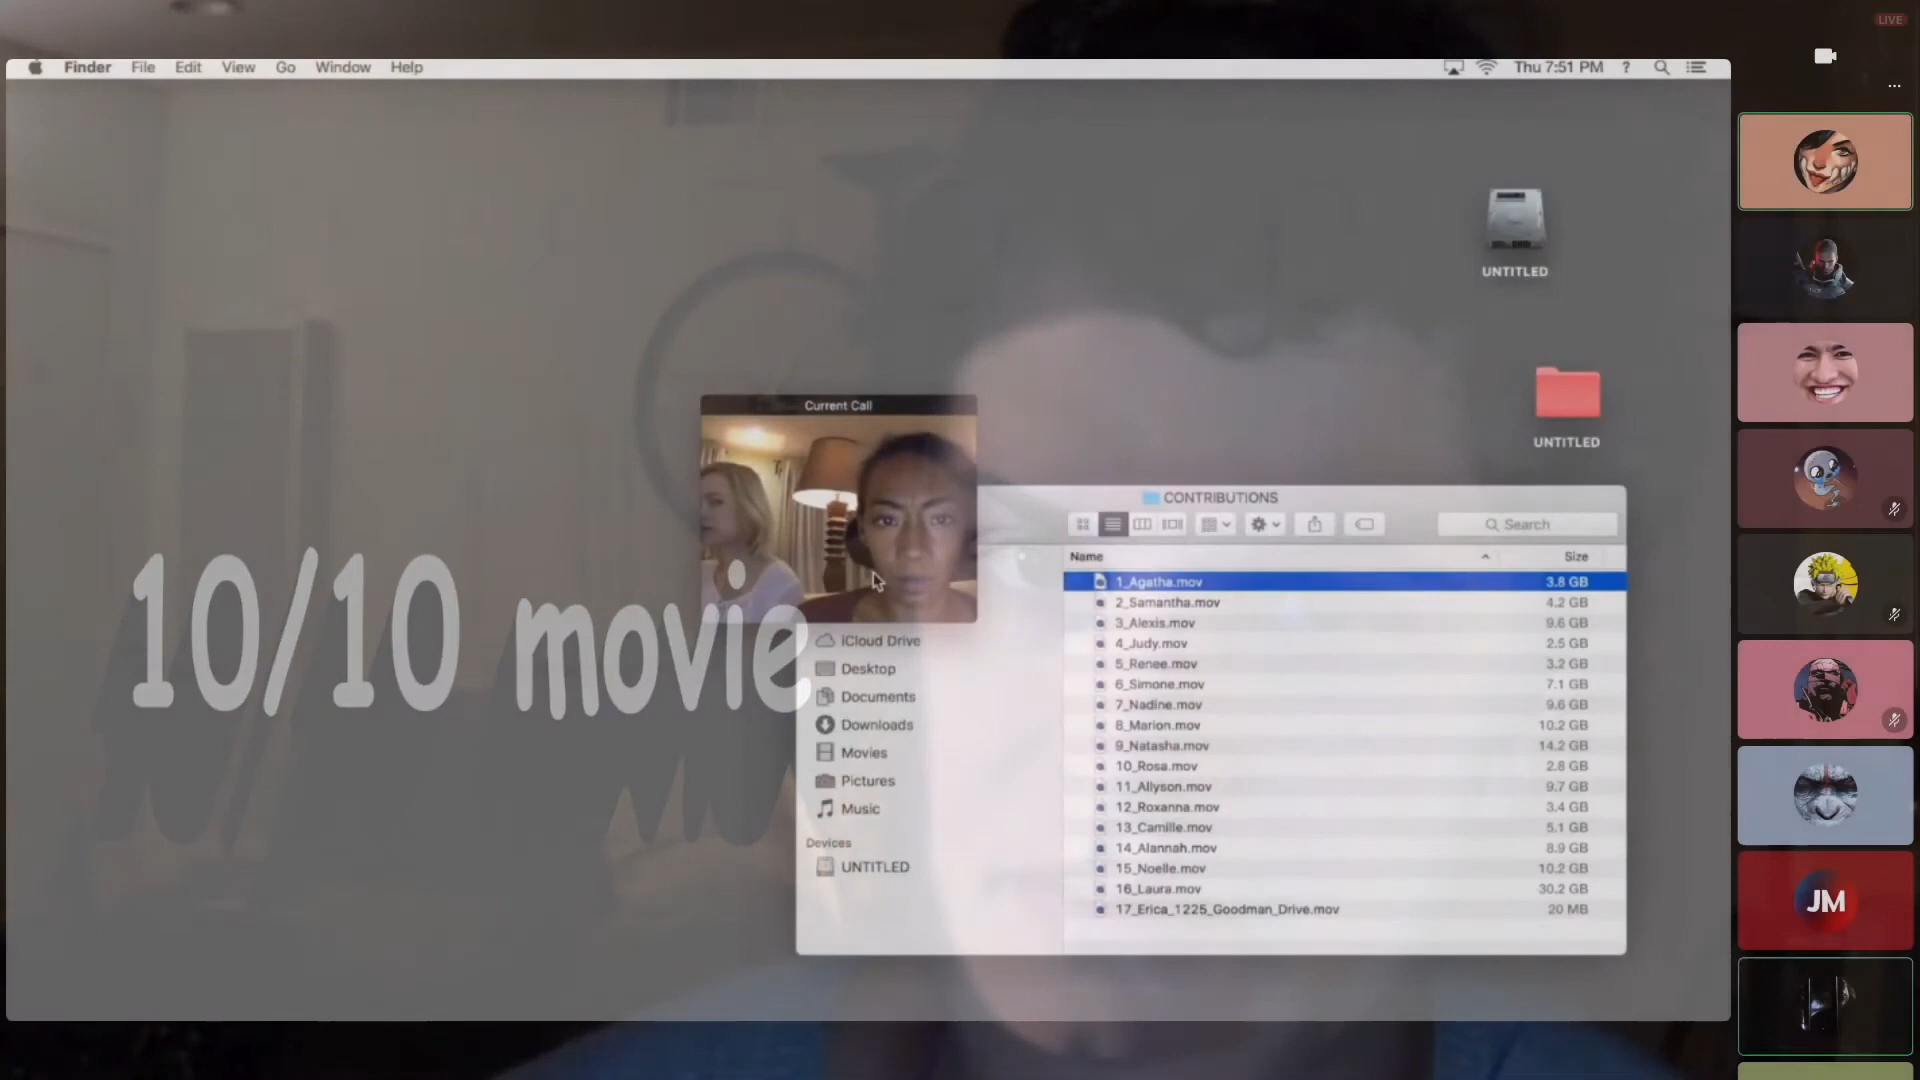 LIVE
Finder File Edit View Go Window Help
Thu 7:51 PM ?
UNTITLED
UNTITLED
Current Call
CONTRIBUTIONS
Search
Name Size
1_Agatha.mov 3.8 GB
2_Samantha.mov 4.2 GB
3_Alexis.mov 9.6 GB
4_Judy.mov 2.5 GB
5_Renee.mov 3.2 GB
6_Simone.mov 7.1 GB
7_Nadine.mov 9.6 GB
8_Marion.mov 10.2 GB
9_Natasha.mov 14.2 GB
10_Rosa.mov 2.8 GB
11_Allyson.mov 9.7 GB
12_Roxanna.mov 3.4 GB
13_Camille.mov 5.1 GB
14_Alannah.mov 8.9 GB
15_Noelle.mov 10.2 GB
16_Laura.mov 30.2 GB
17_Erica_1225_Goodman_Drive.mov 20 MB
iCloud Drive
Desktop
Documents
Downloads
Movies
Pictures
Music
Devices
UNTITLED
10/10 movie
JM